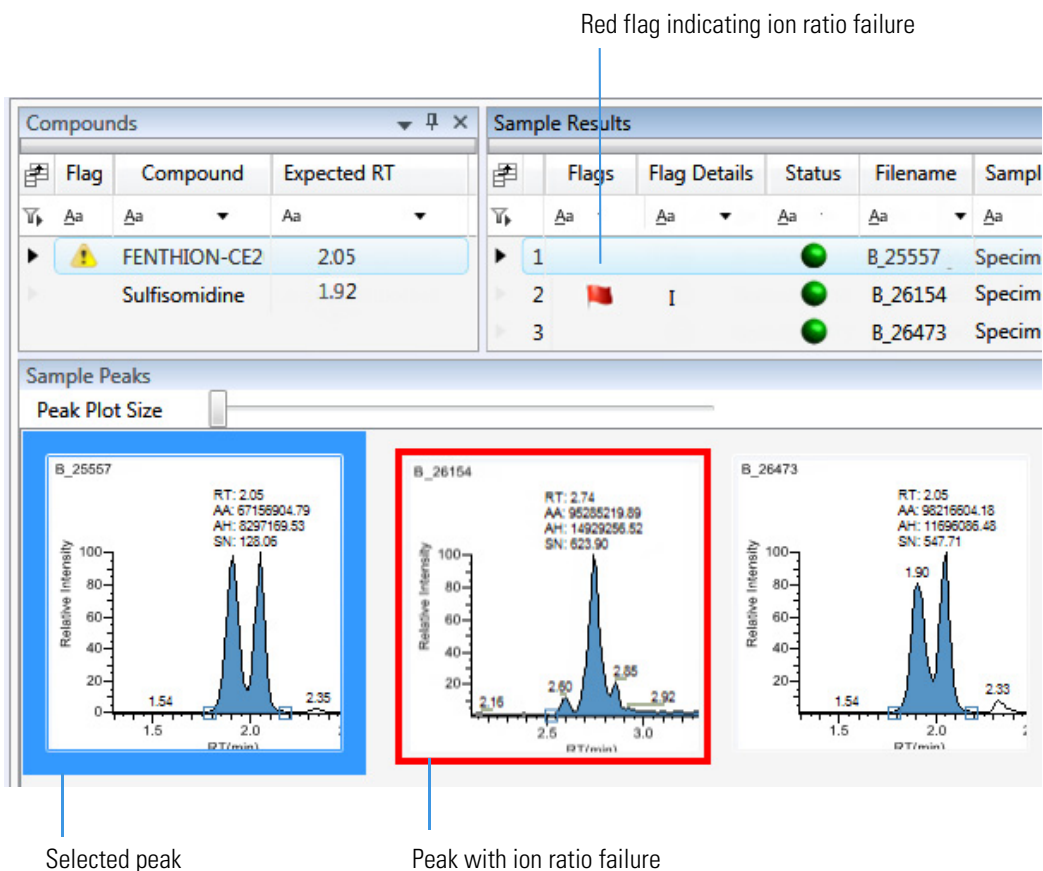 Red flag indicating ion ratio failure
Compounds
Sample Results
Flag Compound Expected RT
Flags Flag Details Status Filename Sampl
Aa Aa Aa
Aa Aa Aa Aa Aa
FENTHION-CE2 2.05
1 B_25557 Specim
Sulfisomidine 1.92
2 I B_26154 Specim
3 B_26473 Specim
Sample Peaks
Peak Plot Size
B_25557
RT: 2.05
AA: 67156904.79
AH: 8297169.53
SN: 128.06
Relative Intensity
100
80
60
40
20
0
1.54
2.35
1.5 2.0
RT(min)
B_26154
RT: 2.74
AA: 95285219.89
AH: 14929256.52
SN: 623.90
Relative Intensity
100
80
60
40
20
2.16
2.60
2.85
2.92
2.5 3.0
RT(min)
B_26473
RT: 2.05
AA: 98216604.18
AH: 11696086.48
SN: 547.71
Relative Intensity
100
80
60
40
20
1.90
1.54
2.33
1.5 2.0
RT(min)
Selected peak
Peak with ion ratio failure